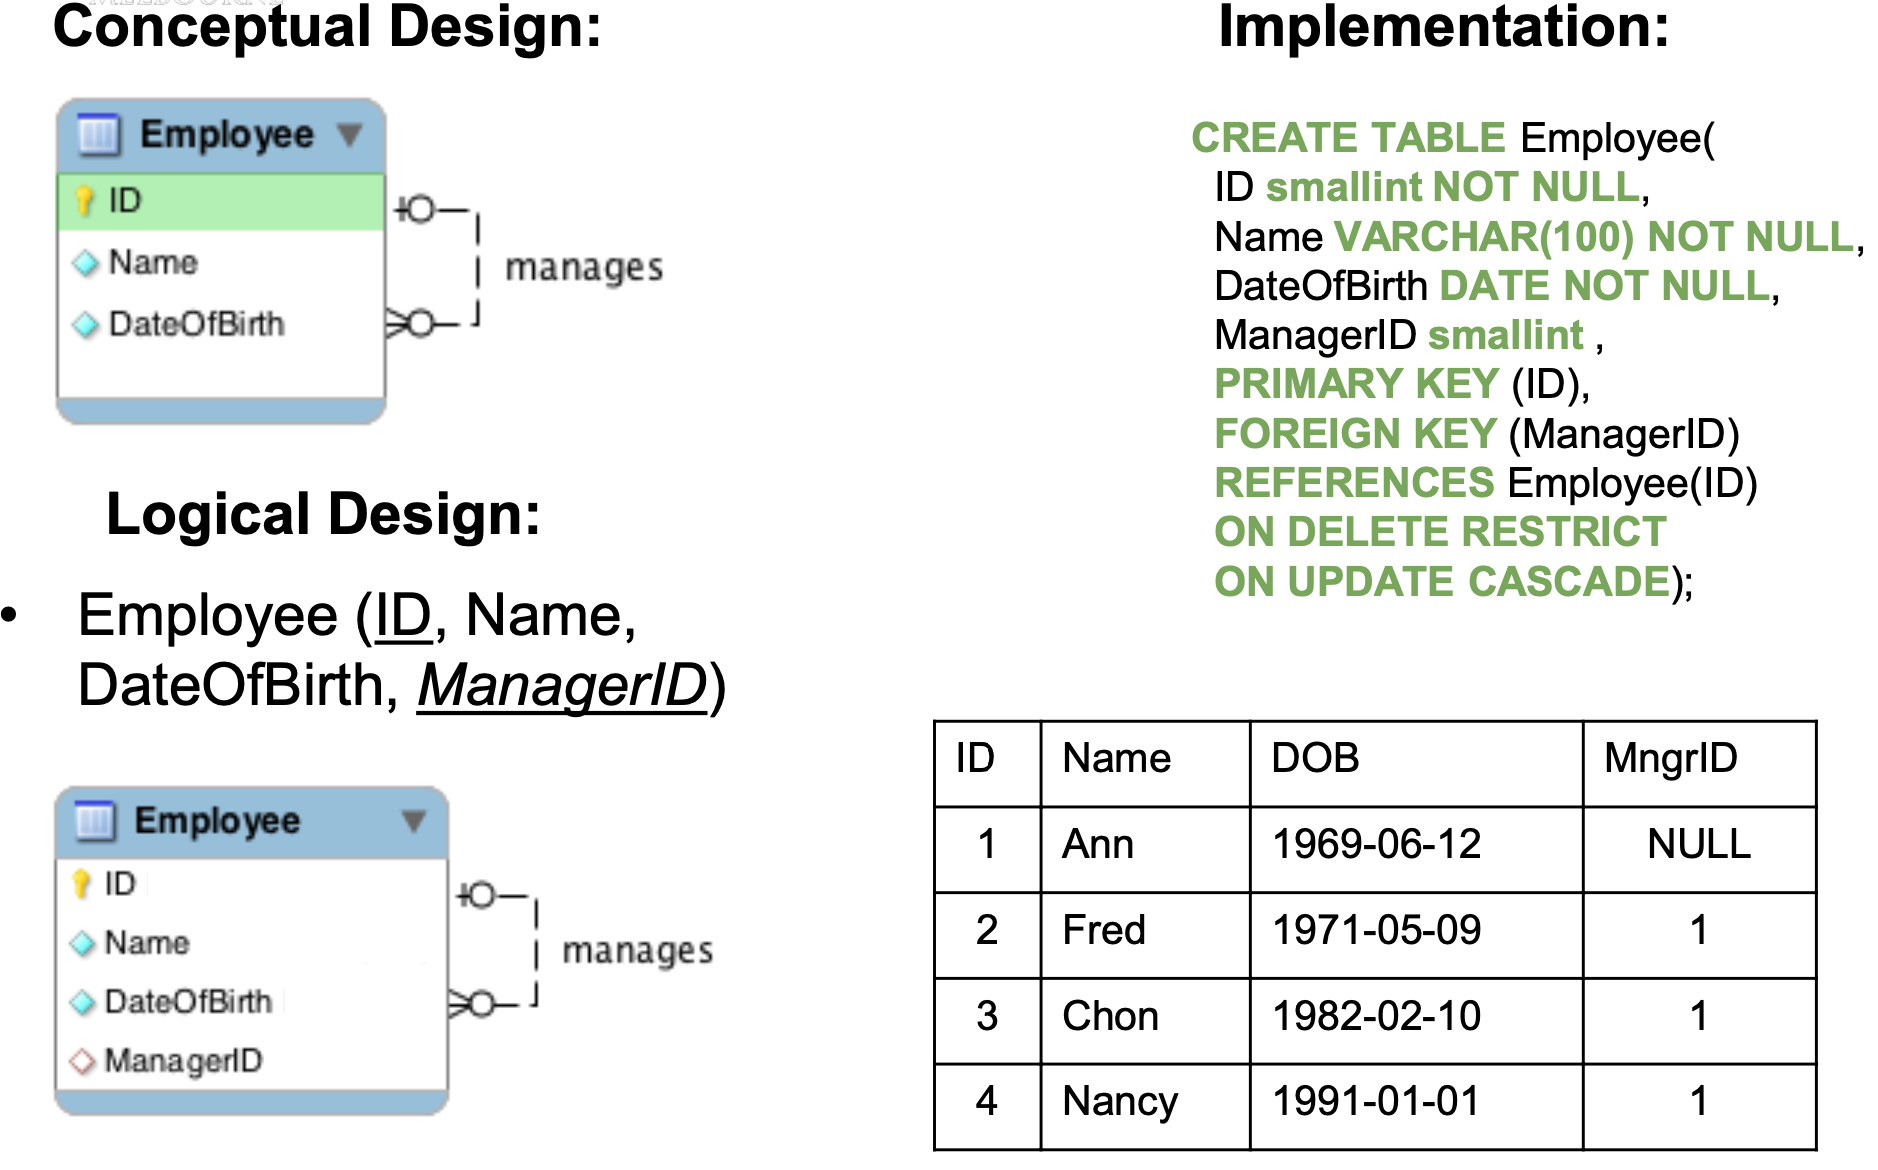 Conceptual Design:
Employee
ID
Name
DateOfBirth
manages
Logical Design:
• Employee (ID, Name,
DateOfBirth, ManagerID)
Employee
ID
Name
DateOfBirth
ManagerID
manages
Implementation:
CREATE TABLE Employee(
ID smallint NOT NULL,
Name VARCHAR(100) NOT NULL,
DateOfBirth DATE NOT NULL,
ManagerID smallint ,
PRIMARY KEY (ID),
FOREIGN KEY (ManagerID)
REFERENCES Employee(ID)
ON DELETE RESTRICT
ON UPDATE CASCADE);
ID Name DOB MngrID
1 Ann 1969-06-12 NULL
2 Fred 1971-05-09 1
3 Chon 1982-02-10 1
4 Nancy 1991-01-01 1